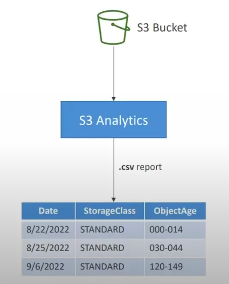 S3 Bucket
S3 Analytics
.csv report
Date StorageClass ObjectAge
8/22/2022 STANDARD 000-014
8/25/2022 STANDARD 030-044
9/6/2022 STANDARD 120-149